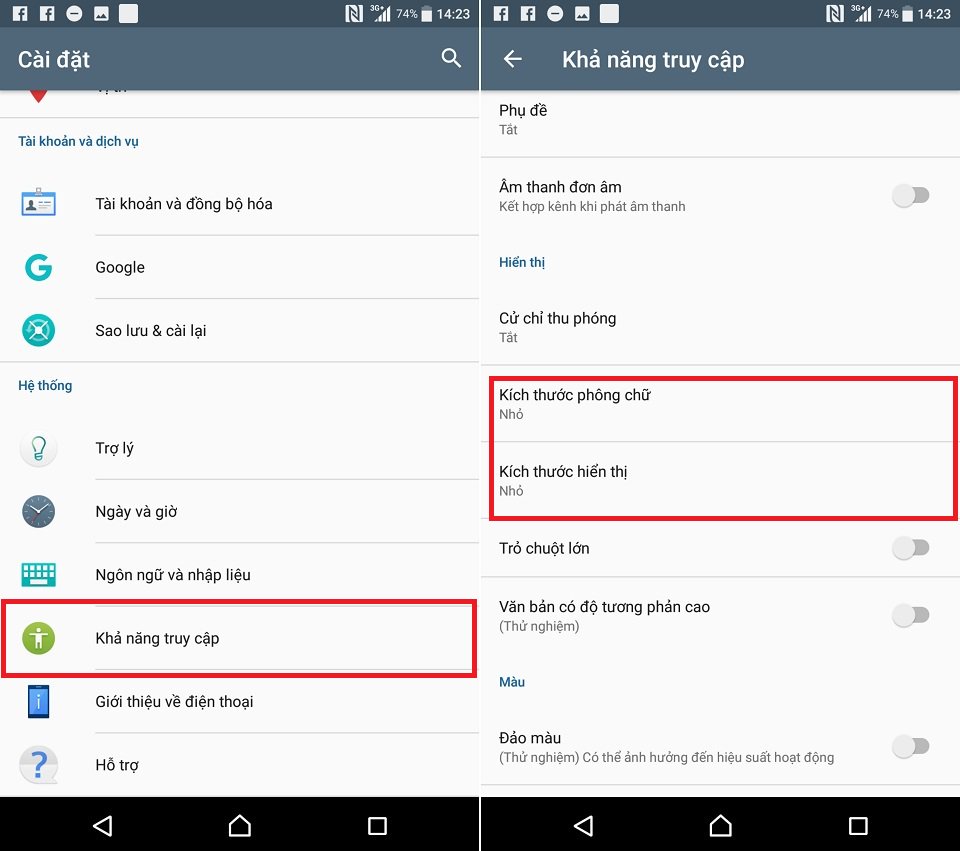 3G+ 74% 14:23
Cài đặt
Tài khoản và dịch vụ
Tài khoản và đồng bộ hóa
Google
Sao lưu & cài lại
Hệ thống
Trợ lý
Ngày và giờ
Ngôn ngữ và nhập liệu
Khả năng truy cập
Giới thiệu về điện thoại
Hỗ trợ
3G+ 74% 14:23
Khả năng truy cập
Phụ đề
Tắt
Âm thanh đơn âm
Kết hợp kênh khi phát âm thanh
Hiển thị
Cử chỉ thu phóng
Tắt
Kích thước phông chữ
Nhỏ
Kích thước hiển thị
Nhỏ
Trỏ chuột lớn
Văn bản có độ tương phản cao
(Thử nghiệm)
Màu
Đảo màu
(Thử nghiệm) Có thể ảnh hưởng đến hiệu suất hoạt động